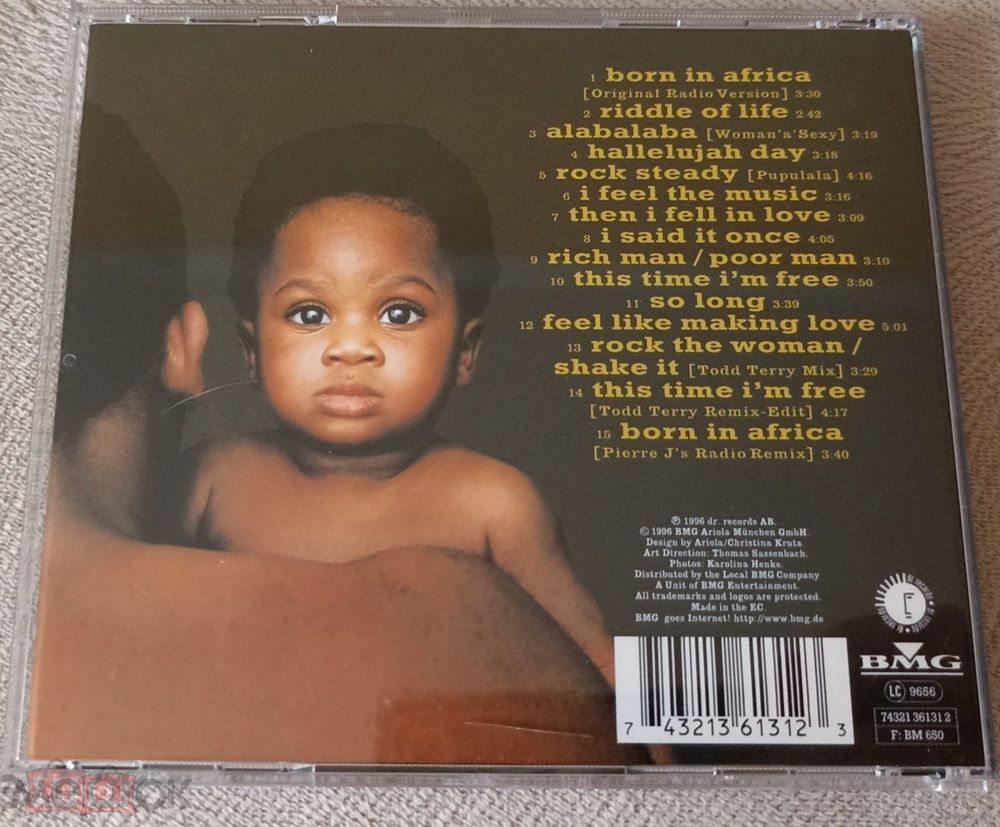 1 born in africa
[Original Radio Version] 3:30
2 riddle of life 2:42
3 alabalaba [Woman'a'Sexy] 3:19
4 hallelujah day 3:18
5 rock steady [Pupulala] 4:16
6 i feel the music 3:16
7 then i fell in love 3:09
8 i said it once 4:05
9 rich man / poor man 3:10
10 this time i'm free 3:50
11 so long 3:39
12 feel like making love 5:01
13 rock the woman /
shake it [Todd Terry Mix] 3:29
14 this time i'm free
[Todd Terry Remix-Edit] 4:17
15 born in africa
[Pierre J's Radio Remix] 3:40
℗ 1996 dr. records AB.
© 1996 BMG Ariola München GmbH.
Design by Ariola/Christina Krutz.
Art Direction: Thomas Sassenbach.
Photos: Karolina Henke.
Distributed by the Local BMG Company
A Unit of BMG Entertainment.
All trademarks and logos are protected.
Made in the EC.
BMG goes Internet! http://www.bmg.de
BMG
LC 9656
74321 36131 2
F: BM 650
7 43213 61312 3